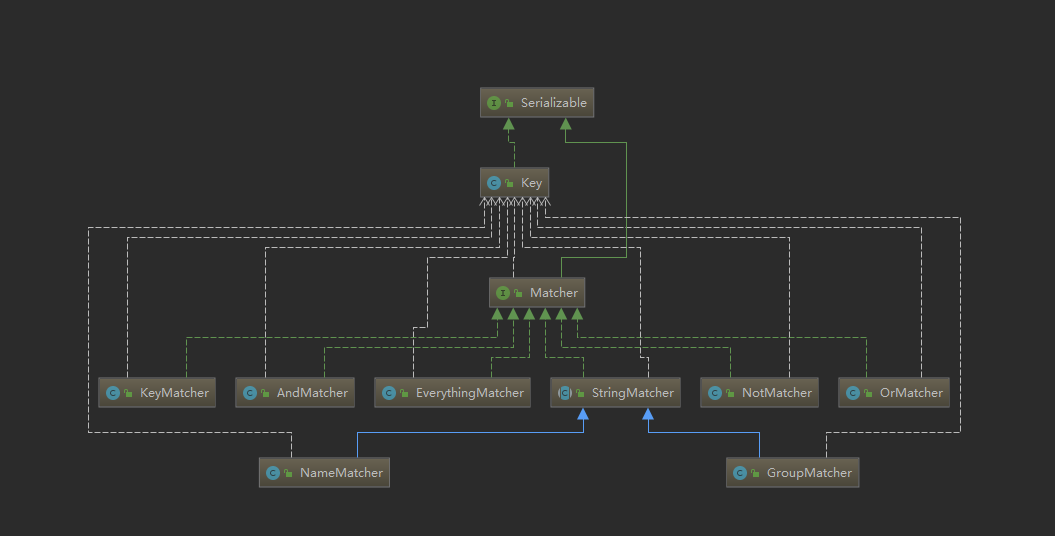 Serializable
Key
Matcher
KeyMatcher
AndMatcher
EverythingMatcher
StringMatcher
NotMatcher
OrMatcher
NameMatcher
GroupMatcher